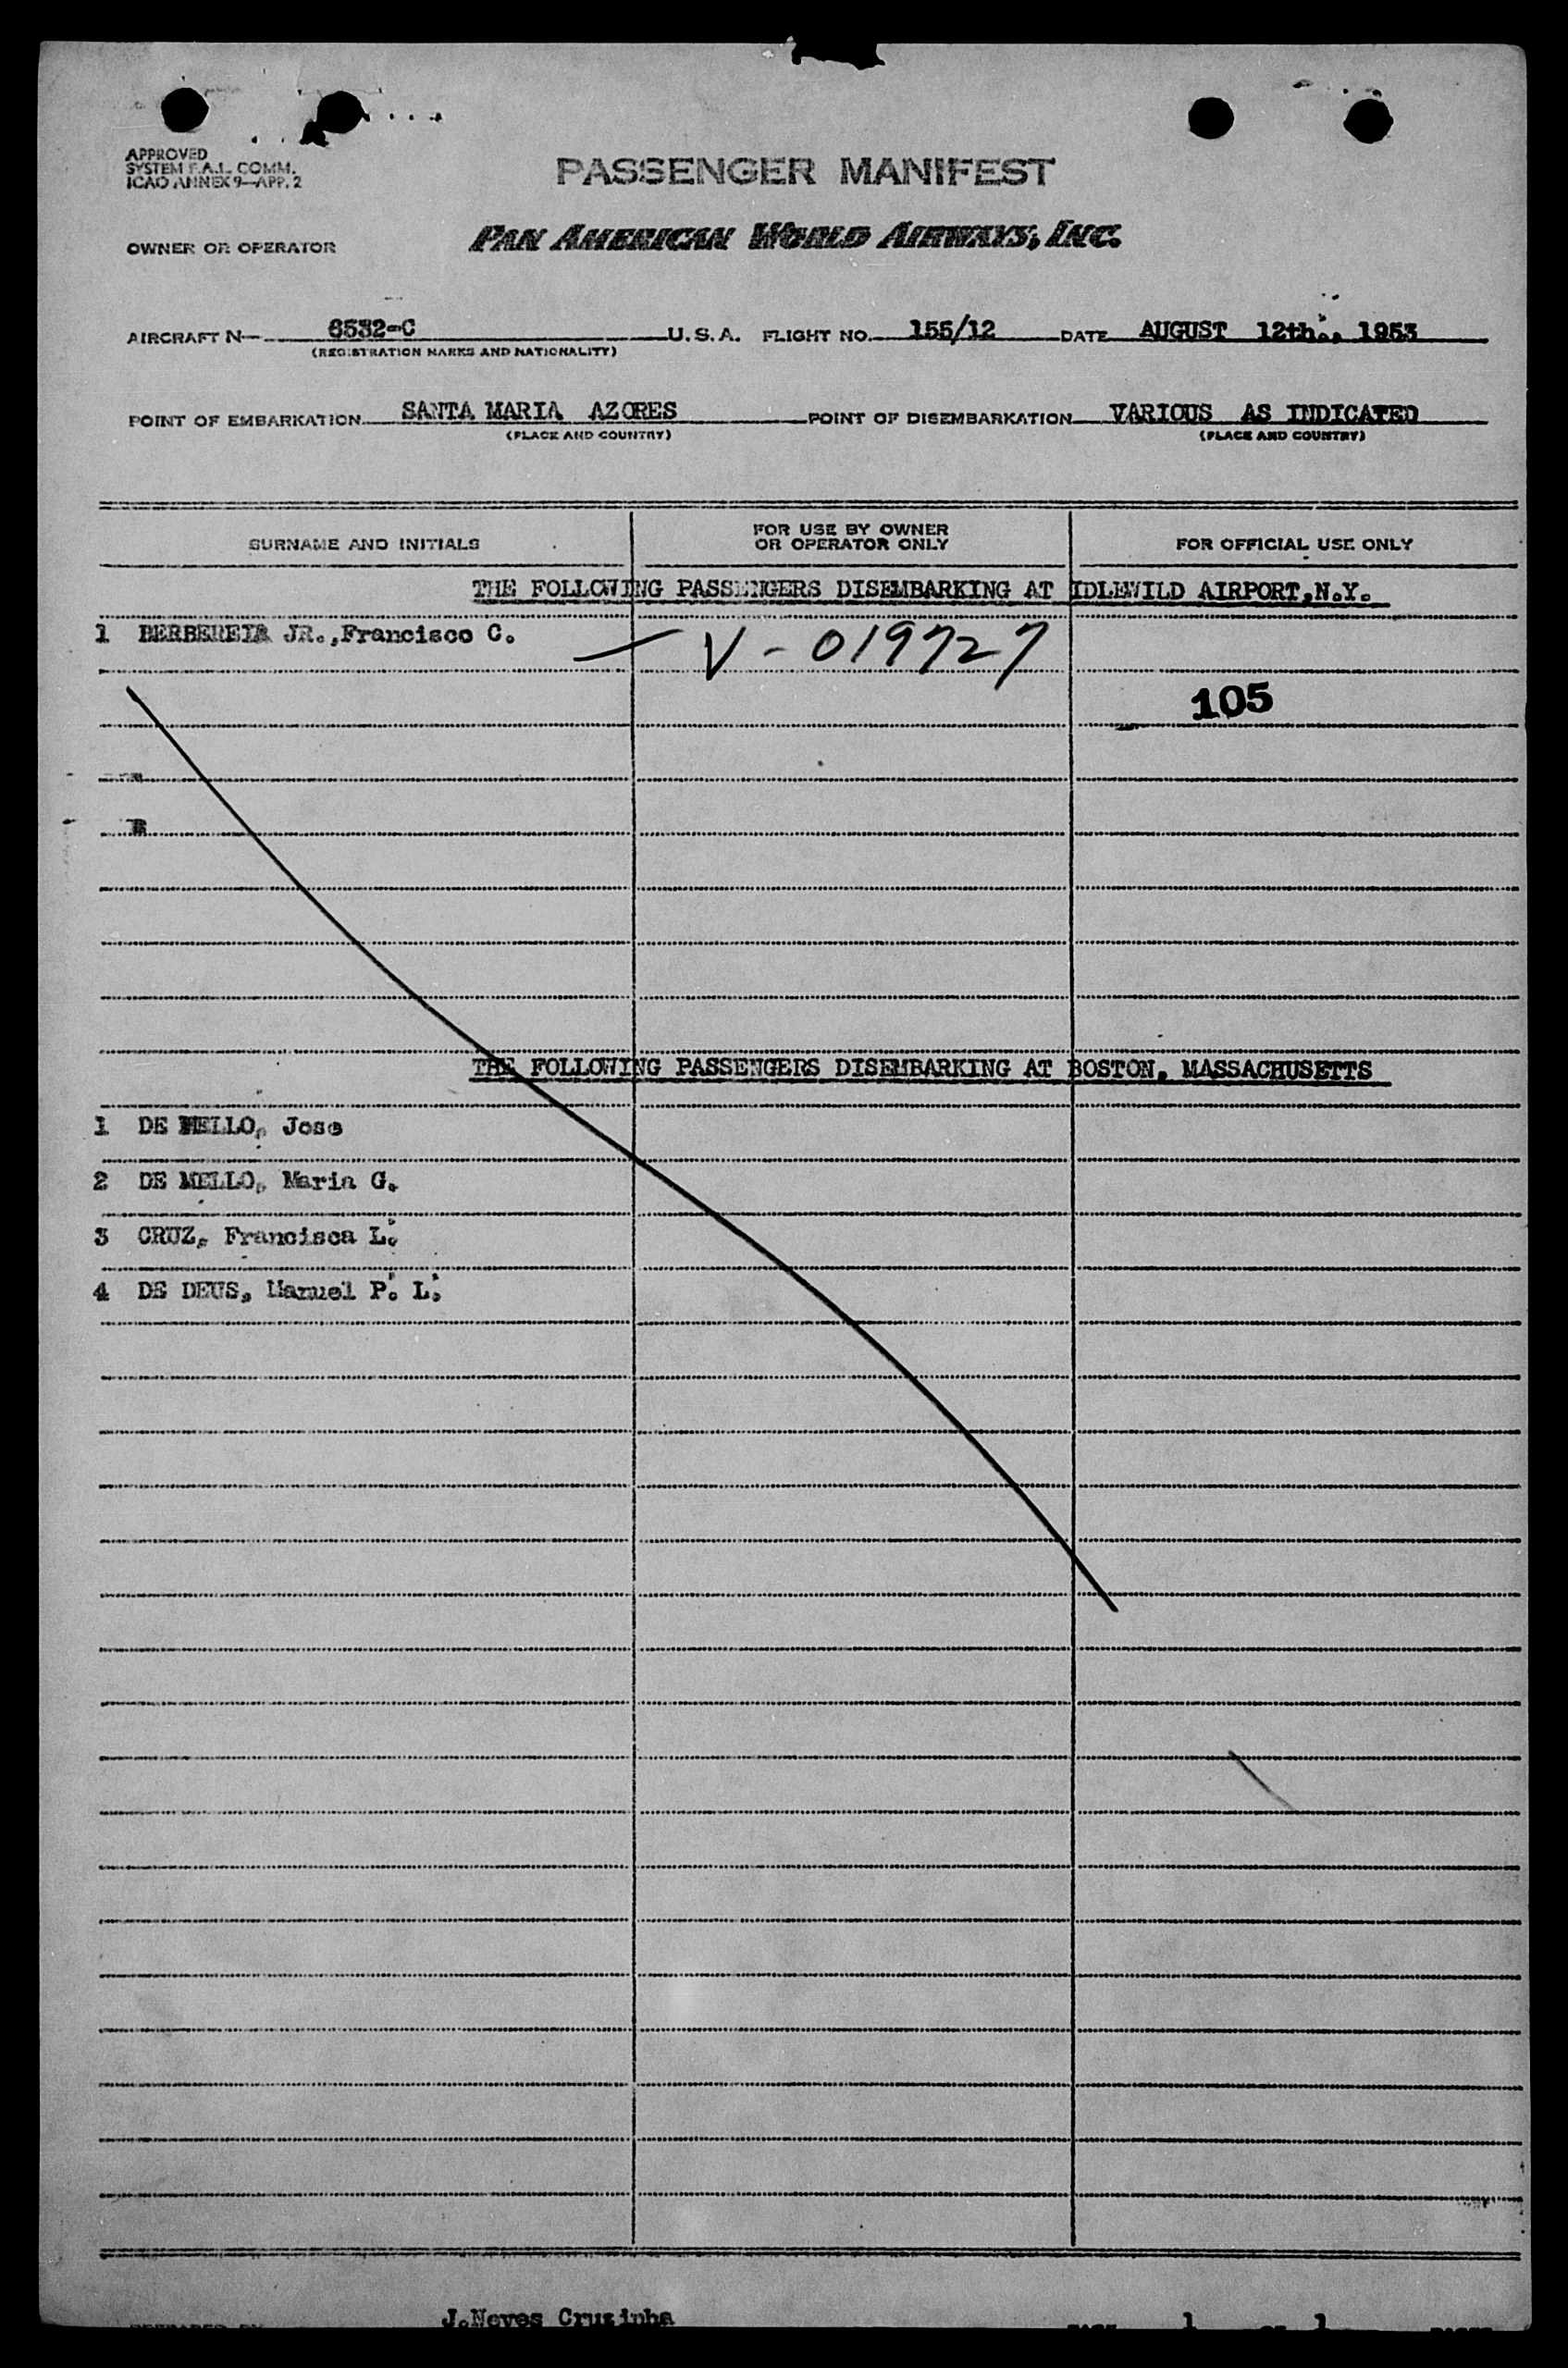 APPROVED
SYSTEM F.A.L. COMM.
ICAO ANNEX 9—APP. 2
PASSENGER MANIFEST
OWNER OR OPERATOR PAN AMERICAN WORLD AIRWAYS, INC.
AIRCRAFT N— 6532-C U.S.A. FLIGHT NO. 155/12 DATE AUGUST 12th., 1953
(REGISTRATION MARKS AND NATIONALITY)
POINT OF EMBARKATION SANTA MARIA AZORES POINT OF DISEMBARKATION VARIOUS AS INDICATED
(PLACE AND COUNTRY) (PLACE AND COUNTRY)
SURNAME AND INITIALS FOR USE BY OWNER OR OPERATOR ONLY FOR OFFICIAL USE ONLY
THE FOLLOWING PASSENGERS DISEMBARKING AT IDLEWILD AIRPORT,N.Y.
1 BERBEREIA JR.,Francisco C. — V - 019727
105
THE FOLLOWING PASSENGERS DISEMBARKING AT BOSTON, MASSACHUSETTS
1 DE MELLO, Jose
2 DE MELLO, Maria G.
3 CRUZ, Francisca L.
4 DE DEUS, Manuel P. L.
J.Neves Cruzinha
1 1